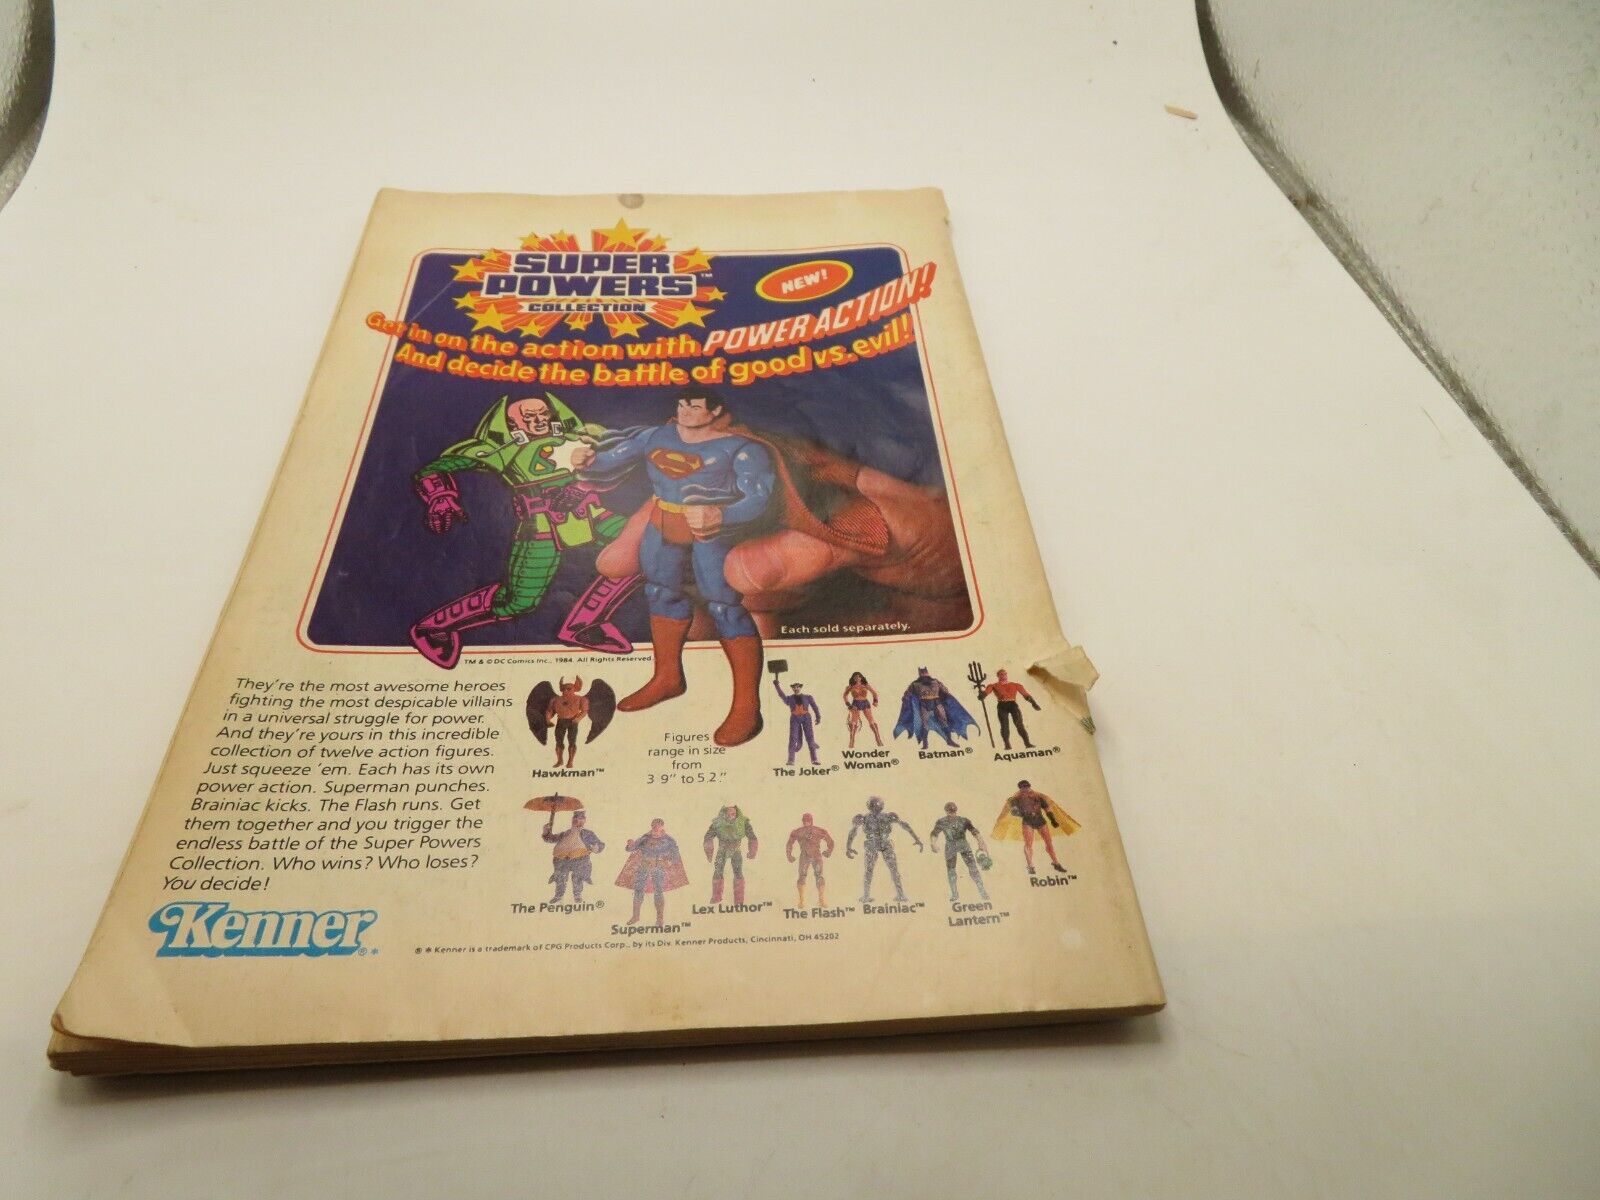 SUPER
POWERS™
COLLECTION
NEW!
Get in on the action with POWER ACTION!
And decide the battle of good vs. evil!
Each sold separately.
TM & © DC Comics Inc., 1984. All Rights Reserved.
They're the most awesome heroes
fighting the most despicable villains
in a universal struggle for power.
And they're yours in this incredible
collection of twelve action figures.
Just squeeze 'em. Each has its own
power action. Superman punches.
Brainiac kicks. The Flash runs. Get
them together and you trigger the
endless battle of the Super Powers
Collection. Who wins? Who loses?
You decide!
Hawkman™
Figures
range in size
from
3 9" to 5.2."
The Joker®
Wonder
Woman®
Batman®
Aquaman®
The Penguin®
Superman™
Lex Luthor™
The Flash™
Brainiac™
Green
Lantern™
Robin™
Kenner®*
® * Kenner is a trademark of CPG Products Corp., by its Div. Kenner Products, Cincinnati, OH 45202